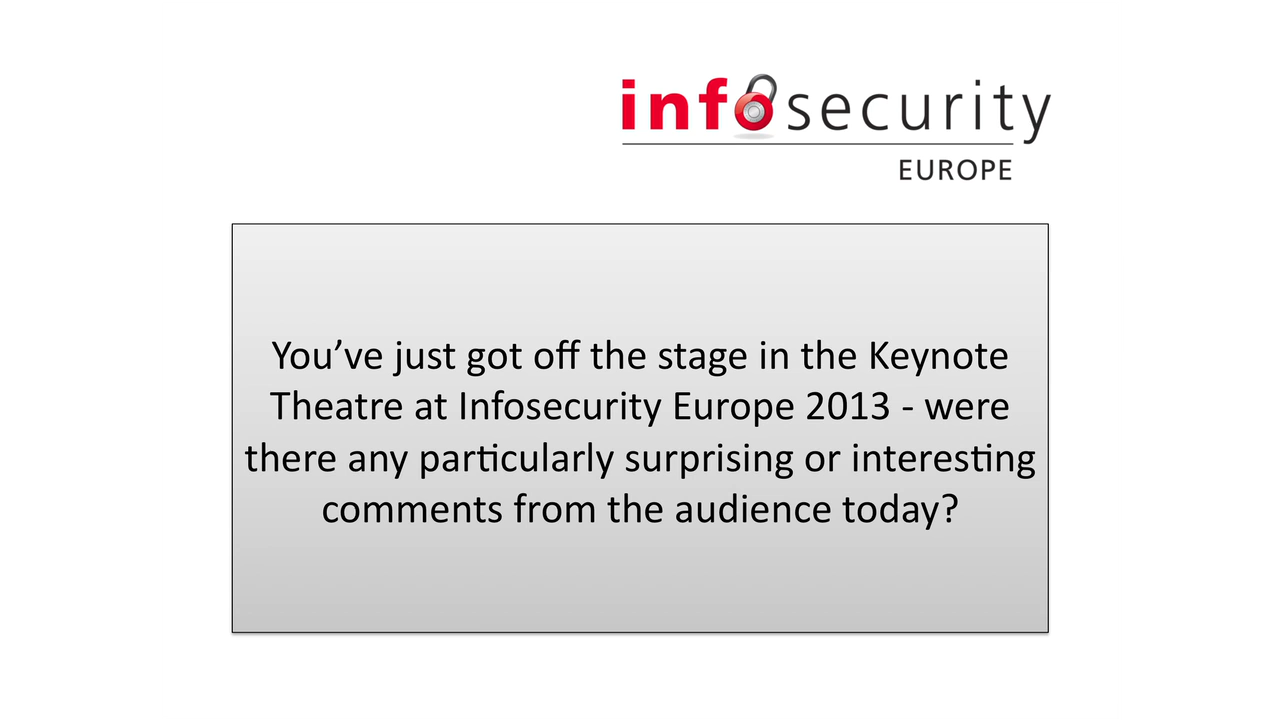 infosecurity
EUROPE
You’ve just got off the stage in the Keynote
Theatre at Infosecurity Europe 2013 - were
there any particularly surprising or interesting
comments from the audience today?